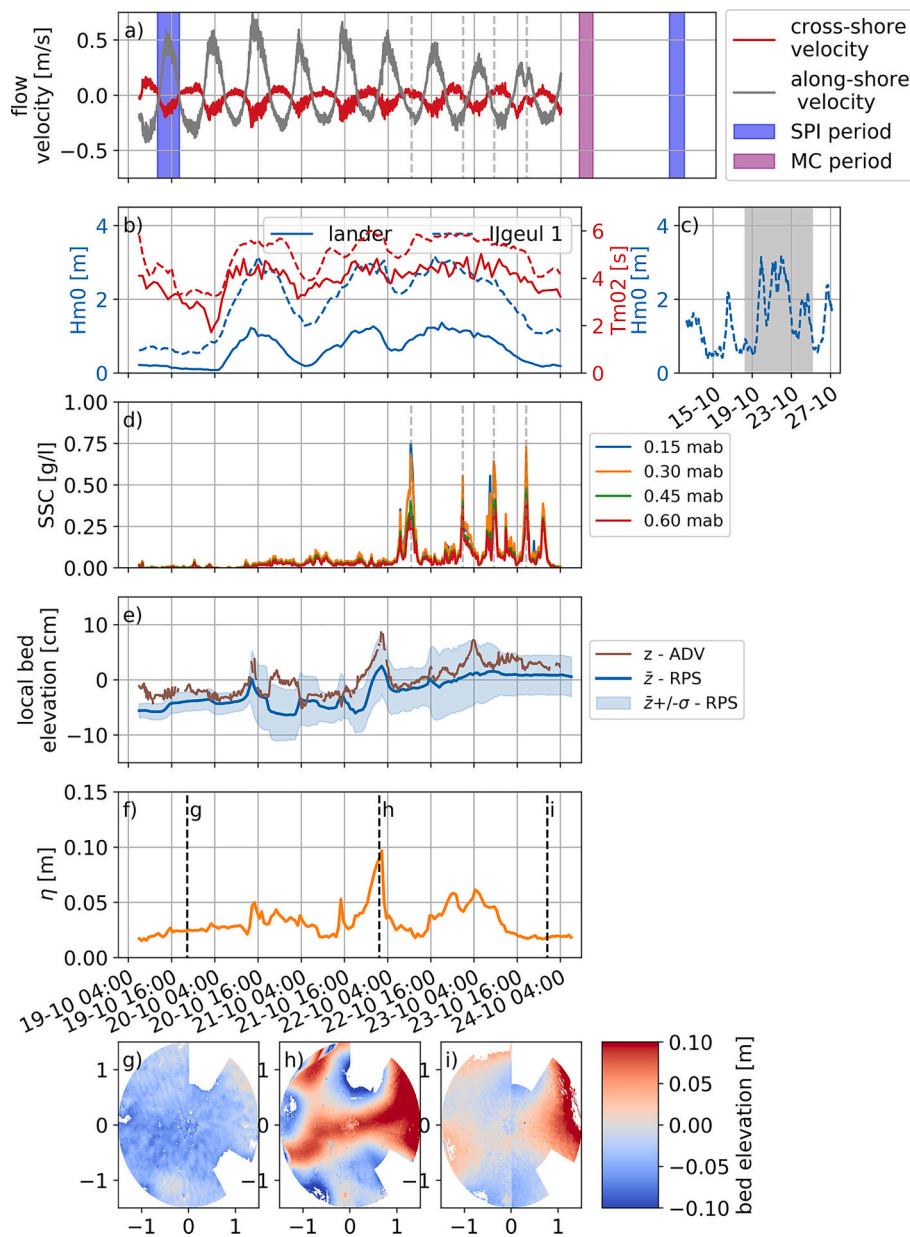 a)
0.5
0.0
−0.5
flow
velocity [m/s]
cross-shore
velocity
along-shore
velocity
SPI period
MC period
b)
lander
IJgeul 1
4
2
0
Hm0 [m]
6
4
2
0
Tm02 [s]
c)
4
2
0
Hm0 [m]
15-10
19-10
23-10
27-10
d)
1.00
0.75
0.50
0.25
0.00
SSC [g/l]
0.15 mab
0.30 mab
0.45 mab
0.60 mab
e)
10
0
−10
local bed
elevation [cm]
z - ADV
z̄ - RPS
z̄+/-σ - RPS
f)
g
h
i
0.15
0.10
0.05
0.00
η [m]
19-10 04:00
19-10 16:00
20-10 04:00
20-10 16:00
21-10 04:00
21-10 16:00
22-10 04:00
22-10 16:00
23-10 04:00
23-10 16:00
24-10 04:00
g)
1
0
−1
−1
0
1
h)
1
0
−1
−1
0
1
i)
1
0
−1
−1
0
1
0.10
0.05
0.00
−0.05
−0.10
bed elevation [m]